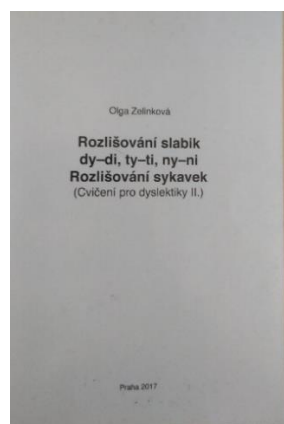 Olga Zelinková
Rozlišování slabik
dy–di, ty–ti, ny–ni
Rozlišování sykavek
(Cvičení pro dyslektiky II.)
Praha 2017